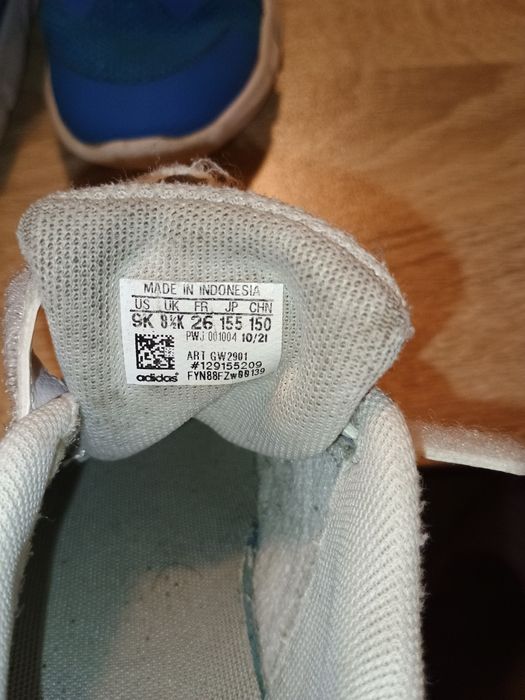 MADE IN INDONESIA
US UK FR JP CHN
9K 8½K 26 155 150
PWJ 001004 10/21
ART GW2901
#129155209
adidas® FYN88FZw00139